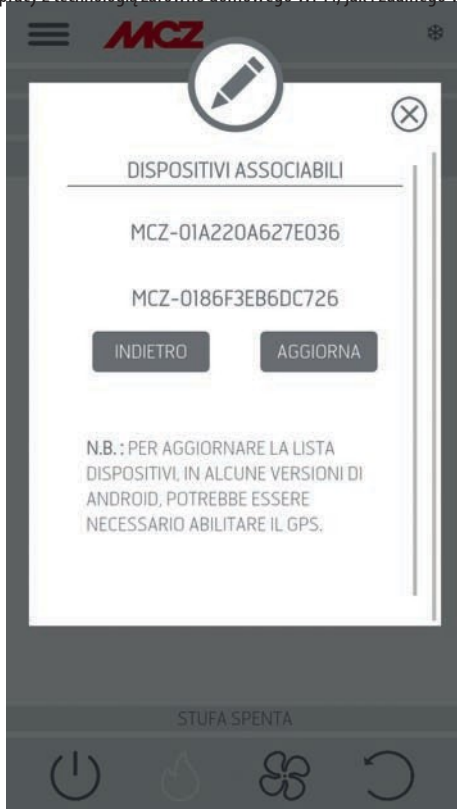 MCZ
DISPOSITIVI ASSOCIABILI
MCZ-01A220A627E036
MCZ-0186F3EB6DC726
INDIETRO
AGGIORNA
N.B. : PER AGGIORNARE LA LISTA
DISPOSITIVI, IN ALCUNE VERSIONI DI
ANDROID, POTREBBE ESSERE
NECESSARIO ABILITARE IL GPS.
STUFA SPENTA